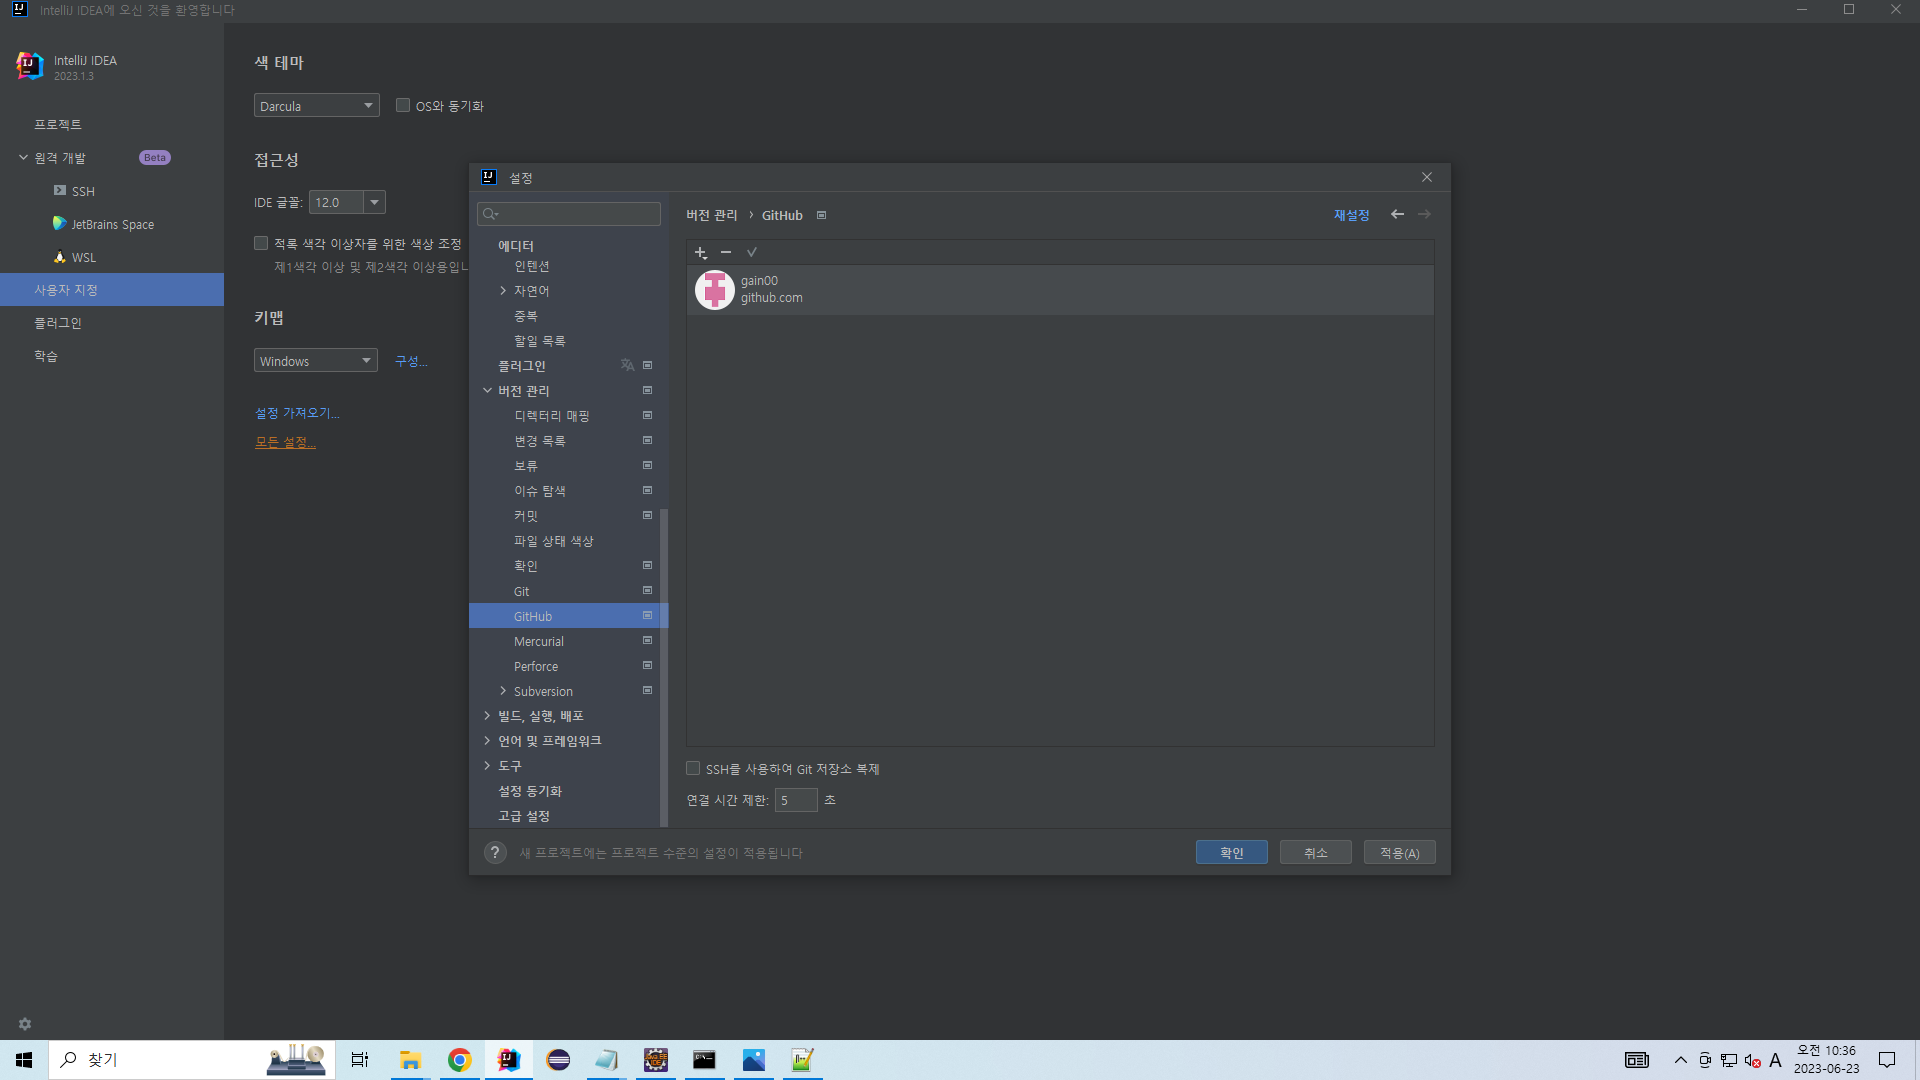 IntelliJ IDEA에 오신 것을 환영합니다
IntelliJ IDEA
2023.1.3
프로젝트
원격 개발
Beta
SSH
JetBrains Space
WSL
사용자 지정
플러그인
학습
색 테마
Darcula
OS와 동기화
접근성
IDE 글꼴:
12.0
적록 색각 이상자를 위한 색상 조정
제1색각 이상 및 제2색각 이상용입니
키맵
Windows
구성...
설정 가져오기...
모든 설정...
설정
에디터
인텐션
자연어
중복
할일 목록
플러그인
버전 관리
디렉터리 매핑
변경 목록
보류
이슈 탐색
커밋
파일 상태 색상
확인
Git
GitHub
Mercurial
Perforce
Subversion
빌드, 실행, 배포
언어 및 프레임워크
도구
설정 동기화
고급 설정
버전 관리 › GitHub
재설정
gain00
github.com
SSH를 사용하여 Git 저장소 복제
연결 시간 제한: 5 초
? 새 프로젝트에는 프로젝트 수준의 설정이 적용됩니다
확인
취소
적용(A)
찾기
A
오전 10:36
2023-06-23